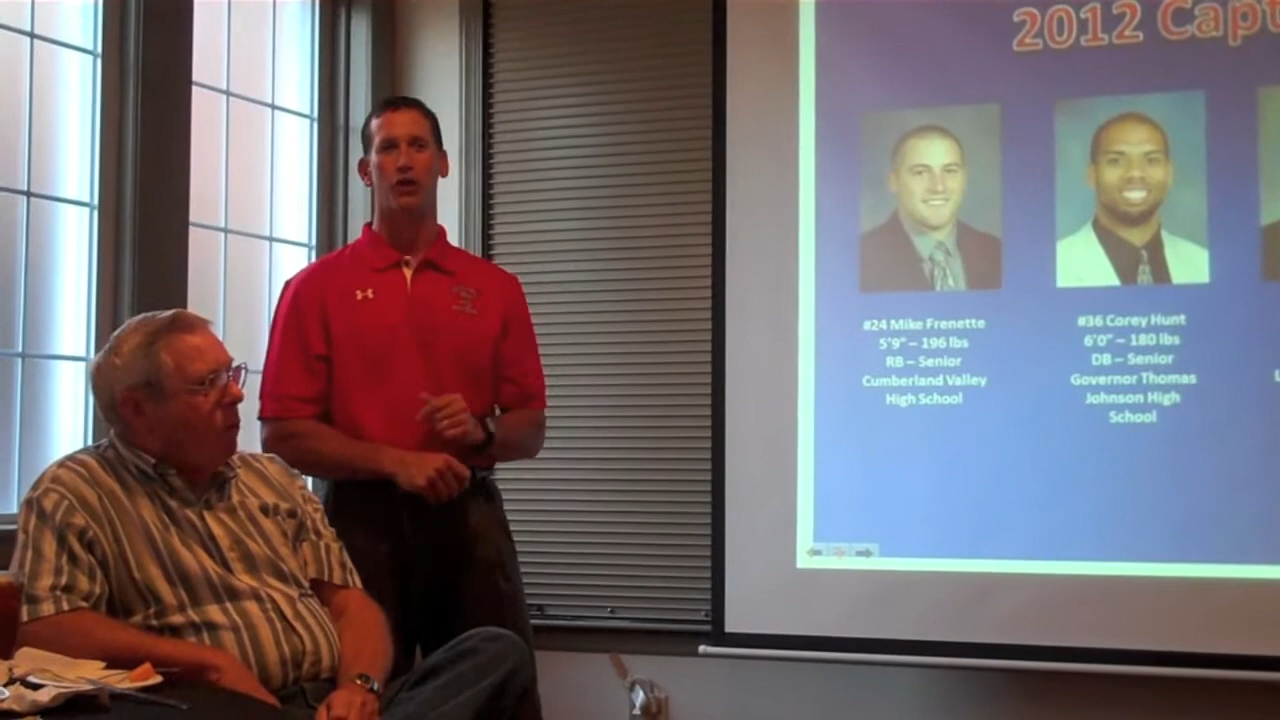 2012 Capt
#24 Mike Frenette
5'9" – 196 lbs
RB – Senior
Cumberland Valley
High School
#36 Corey Hunt
6'0" – 180 lbs
DB – Senior
Governor Thomas
Johnson High
School